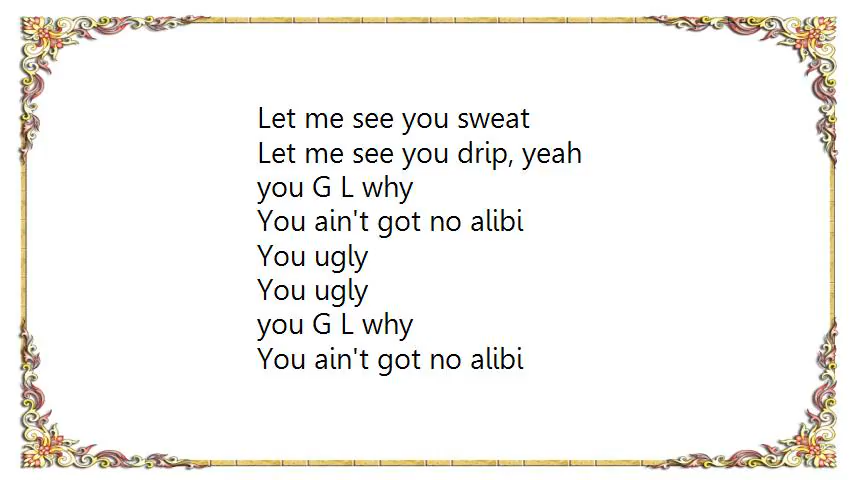 Let me see you sweat
Let me see you drip, yeah
you G L why
You ain't got no alibi
You ugly
You ugly
you G L why
You ain't got no alibi